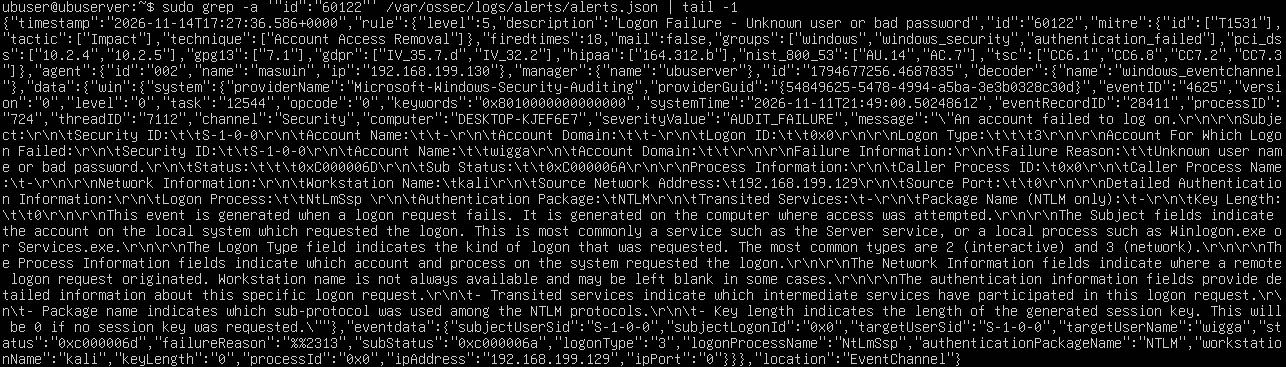 ubuser@ubuserver:~$ sudo grep -a '"id":"60122"' /var/ossec/logs/alerts/alerts.json | tail -1
{"timestamp":"2026-11-14T17:27:36.586+0000","rule":{"level":5,"description":"Logon Failure - Unknown user or bad password","id":"60122","mitre":{"id":["T1531"],
"tactic":["Impact"],"technique":["Account Access Removal"]},"firedtimes":18,"mail":false,"groups":["windows","windows_security","authentication_failed"],"pci_ds
s":["10.2.4","10.2.5"],"gpg13":["7.1"],"gdpr":["IV_35.7.d","IV_32.2"],"hipaa":["164.312.b"],"nist_800_53":["AU.14","AC.7"],"tsc":["CC6.1","CC6.8","CC7.2","CC7.3
"]},"agent":{"id":"002","name":"maswin","ip":"192.168.199.130"},"manager":{"name":"ubuserver"},"id":"1794677256.4687835","decoder":{"name":"windows_eventchannel
"},"data":{"win":{"system":{"providerName":"Microsoft-Windows-Security-Auditing","providerGuid":"{54849625-5478-4994-a5ba-3e3b0328c30d}","eventID":"4625","versi
on":"0","level":"0","task":"12544","opcode":"0","keywords":"0x8010000000000000","systemTime":"2026-11-11T21:49:00.5024861Z","eventRecordID":"28411","processID":
"724","threadID":"7112","channel":"Security","computer":"DESKTOP-KJEF6E7","severityValue":"AUDIT_FAILURE","message":"\"An account failed to log on.\r\n\r\nSubje
ct:\r\n\tSecurity ID:\t\tS-1-0-0\r\n\tAccount Name:\t\t-\r\n\tAccount Domain:\t\t-\r\n\tLogon ID:\t\t0x0\r\n\r\nLogon Type:\t\t\t3\r\n\r\nAccount For Which Logo
n Failed:\r\n\tSecurity ID:\t\tS-1-0-0\r\n\tAccount Name:\t\twigga\r\n\tAccount Domain:\t\t\r\n\r\nFailure Information:\r\n\tFailure Reason:\t\tUnknown user nam
e or bad password.\r\n\tStatus:\t\t\t0xC000006D\r\n\tSub Status:\t\t0xC000006A\r\n\r\nProcess Information:\r\n\tCaller Process ID:\t0x0\r\n\tCaller Process Name
:\t-\r\n\r\nNetwork Information:\r\n\tWorkstation Name:\tkali\r\n\tSource Network Address:\t192.168.199.129\r\n\tSource Port:\t\t0\r\n\r\nDetailed Authenticatio
n Information:\r\n\tLogon Process:\t\tNtLmSsp \r\n\tAuthentication Package:\tNTLM\r\n\tTransited Services:\t-\r\n\tPackage Name (NTLM only):\t-\r\n\tKey Length:
\t\t0\r\n\r\nThis event is generated when a logon request fails. It is generated on the computer where access was attempted.\r\n\r\nThe Subject fields indicate
the account on the local system which requested the logon. This is most commonly a service such as the Server service, or a local process such as Winlogon.exe o
r Services.exe.\r\n\r\nThe Logon Type field indicates the kind of logon that was requested. The most common types are 2 (interactive) and 3 (network).\r\n\r\nTh
e Process Information fields indicate which account and process on the system requested the logon.\r\n\r\nThe Network Information fields indicate where a remote
 logon request originated. Workstation name is not always available and may be left blank in some cases.\r\n\r\nThe authentication information fields provide de
tailed information about this specific logon request.\r\n\t- Transited services indicate which intermediate services have participated in this logon request.\r\
n\t- Package name indicates which sub-protocol was used among the NTLM protocols.\r\n\t- Key length indicates the length of the generated session key. This will
 be 0 if no session key was requested.\""},"eventdata":{"subjectUserSid":"S-1-0-0","subjectLogonId":"0x0","targetUserSid":"S-1-0-0","targetUserName":"wigga","st
atus":"0xc000006d","failureReason":"%%2313","subStatus":"0xc000006a","logonType":"3","logonProcessName":"NtLmSsp","authenticationPackageName":"NTLM","workstatio
nName":"kali","keyLength":"0","processId":"0x0","ipAddress":"192.168.199.129","ipPort":"0"}}},"location":"EventChannel"}